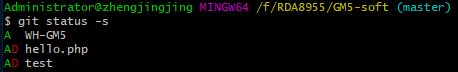 Administrator@zhengjingjing MINGW64 /f/RDA8955/GM5-soft (master)
$ git status -s
A  WH-GM5
AD hello.php
AD test